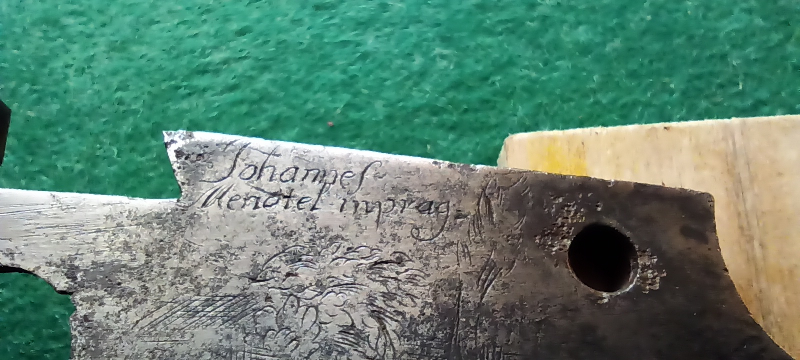 Johannes
Menotel in prag